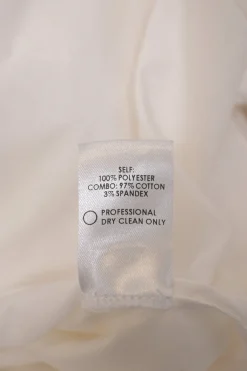 SELF:
100% POLYESTER
COMBO: 97% COTTON
3% SPANDEX
PROFESSIONAL
DRY CLEAN ONLY